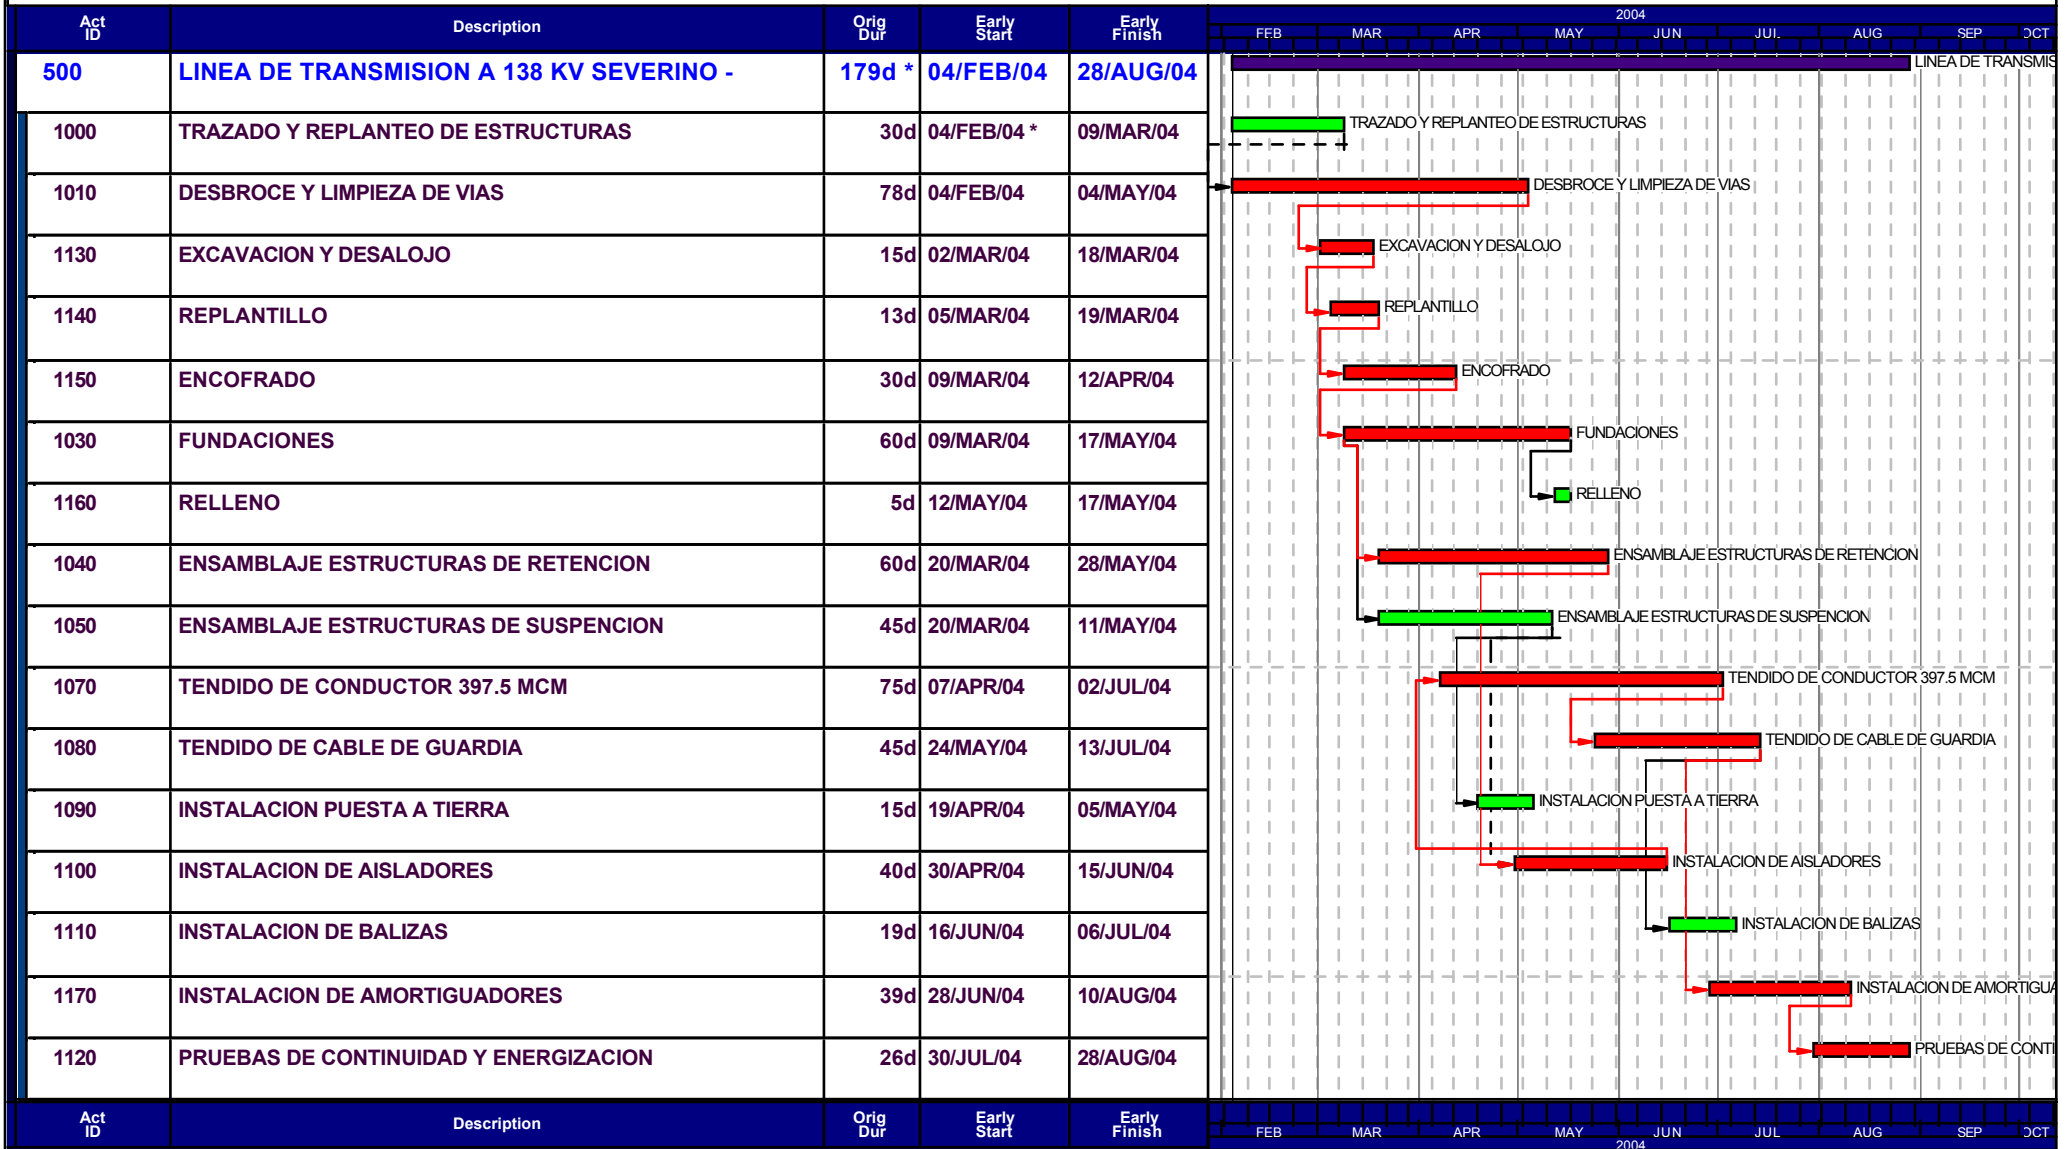 Act ID Description Orig Dur Early Start Early Finish 2004
FEB MAR APR MAY JUN JUL AUG SEP OCT
500 LINEA DE TRANSMISION A 138 KV SEVERINO - 179d * 04/FEB/04 28/AUG/04 LINEA DE TRANSMIS
1000 TRAZADO Y REPLANTEO DE ESTRUCTURAS 30d 04/FEB/04 * 09/MAR/04 TRAZADO Y REPLANTEO DE ESTRUCTURAS
1010 DESBROCE Y LIMPIEZA DE VIAS 78d 04/FEB/04 04/MAY/04 DESBROCE Y LIMPIEZA DE VIAS
1130 EXCAVACION Y DESALOJO 15d 02/MAR/04 18/MAR/04 EXCAVACION Y DESALOJO
1140 REPLANTILLO 13d 05/MAR/04 19/MAR/04 REPLANTILLO
1150 ENCOFRADO 30d 09/MAR/04 12/APR/04 ENCOFRADO
1030 FUNDACIONES 60d 09/MAR/04 17/MAY/04 FUNDACIONES
1160 RELLENO 5d 12/MAY/04 17/MAY/04 RELLENO
1040 ENSAMBLAJE ESTRUCTURAS DE RETENCION 60d 20/MAR/04 28/MAY/04 ENSAMBLAJE ESTRUCTURAS DE RETENCION
1050 ENSAMBLAJE ESTRUCTURAS DE SUSPENCION 45d 20/MAR/04 11/MAY/04 ENSAMBLAJE ESTRUCTURAS DE SUSPENCION
1070 TENDIDO DE CONDUCTOR 397.5 MCM 75d 07/APR/04 02/JUL/04 TENDIDO DE CONDUCTOR 397.5 MCM
1080 TENDIDO DE CABLE DE GUARDIA 45d 24/MAY/04 13/JUL/04 TENDIDO DE CABLE DE GUARDIA
1090 INSTALACION PUESTA A TIERRA 15d 19/APR/04 05/MAY/04 INSTALACION PUESTA A TIERRA
1100 INSTALACION DE AISLADORES 40d 30/APR/04 15/JUN/04 INSTALACION DE AISLADORES
1110 INSTALACION DE BALIZAS 19d 16/JUN/04 06/JUL/04 INSTALACION DE BALIZAS
1170 INSTALACION DE AMORTIGUADORES 39d 28/JUN/04 10/AUG/04 INSTALACION DE AMORTIGUA
1120 PRUEBAS DE CONTINUIDAD Y ENERGIZACION 26d 30/JUL/04 28/AUG/04 PRUEBAS DE CONTI
Act ID Description Orig Dur Early Start Early Finish FEB MAR APR MAY JUN JUL AUG SEP OCT
2004